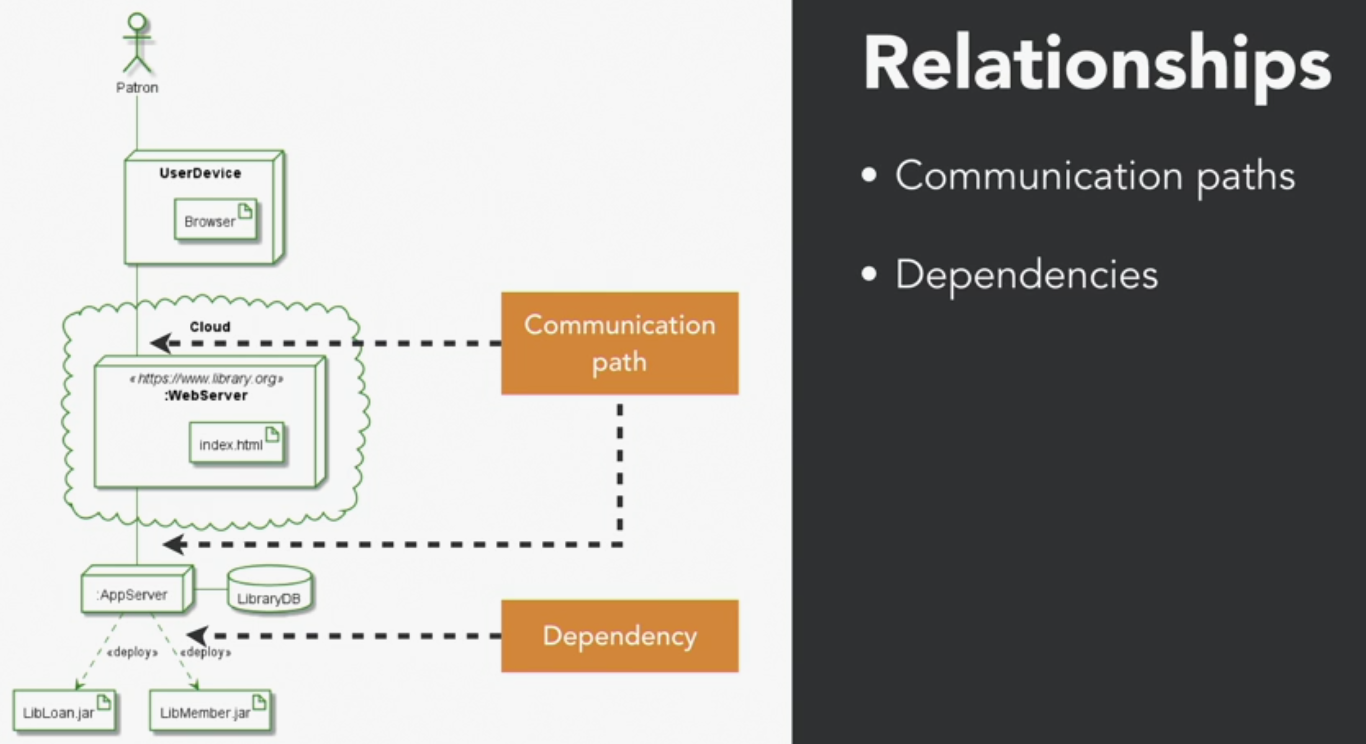 Relationships
• Communication paths
• Dependencies
Patron
UserDevice
Browser
Cloud
«https://www.library.org»
:WebServer
index.html
Communication
path
:AppServer
LibraryDB
Dependency
«deploy»
«deploy»
LibLoan.jar
LibMember.jar